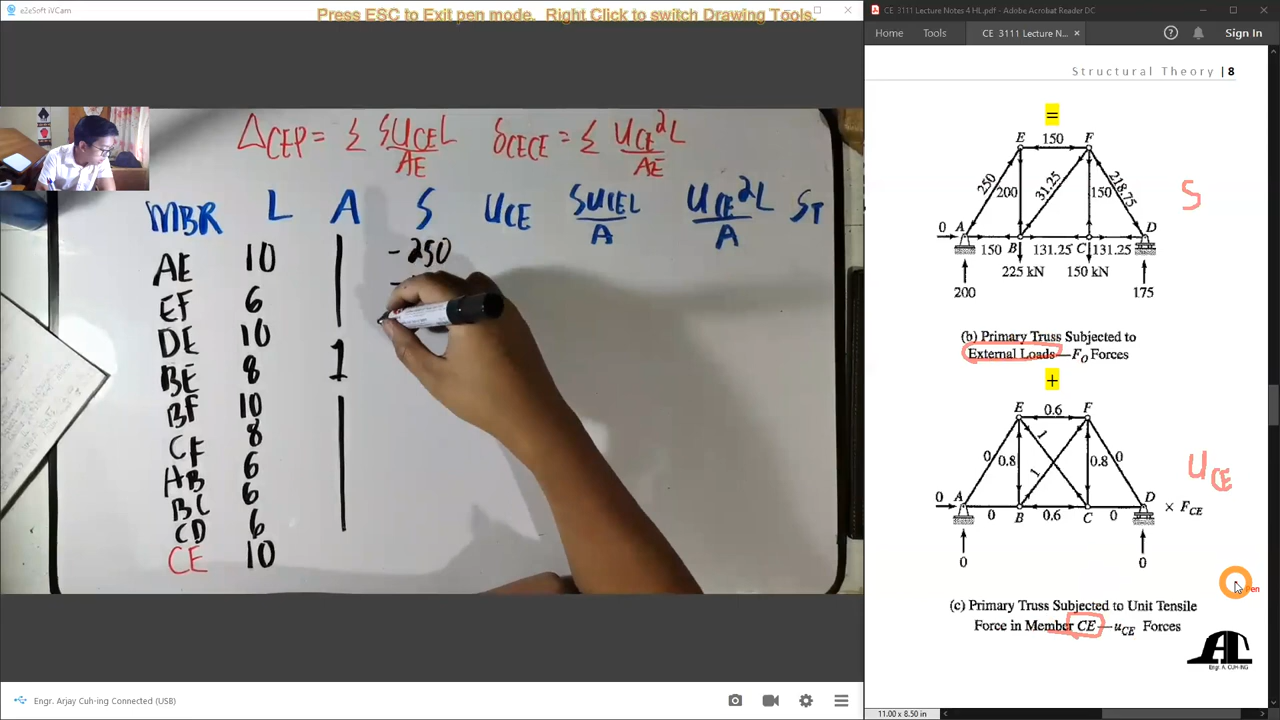 e2eSoft iVCam
Press ESC to Exit pen mode. Right Click to switch Drawing Tools.
CE 3111 Lecture Notes 4 HL.pdf - Adobe Acrobat Reader DC
Home Tools CE 3111 Lecture N... × Sign In
Structural Theory | 8
ΔCEP = Σ SUCEL/AE δCECE = Σ UCE²L/AE
MBR L A S UCE SUCEL/A UCE²L/A ST
AE 10 -250
EF 6 -
DE 10
BE 8 1
BF 10
CF 8
AB 6
BC 6
CD 6
CE 10
=
E 150 F
250 200 31.25 150 218.75
S
0 A B C D
150 131.25 131.25
225 kN 150 kN
200 175
(b) Primary Truss Subjected to
External Loads—FO Forces
+
E 0.6 F
0 0.8 1 1 0.8 0
UCE
0 A B C D × FCE
0 0.6 0
0 0
Pen
(c) Primary Truss Subjected to Unit Tensile
Force in Member CE—uCE Forces
Engr. A CUH-ING
Engr. Arjay Cuh-ing Connected (USB)
11.00 x 8.50 in